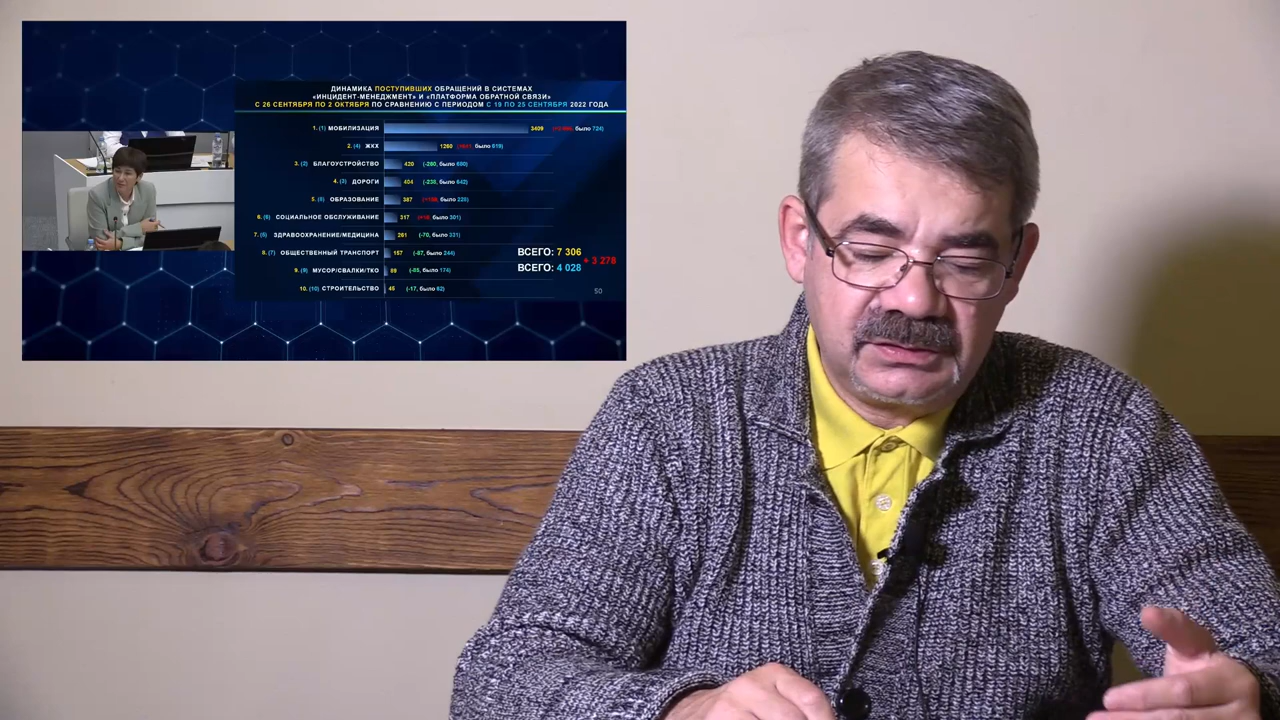 ДИНАМИКА ПОСТУПИВШИХ ОБРАЩЕНИЙ В СИСТЕМАХ
«ИНЦИДЕНТ-МЕНЕДЖМЕНТ» И «ПЛАТФОРМА ОБРАТНОЙ СВЯЗИ»
С 26 СЕНТЯБРЯ ПО 2 ОКТЯБРЯ ПО СРАВНЕНИЮ С ПЕРИОДОМ С 19 ПО 25 СЕНТЯБРЯ 2022 ГОДА
1. (1) МОБИЛИЗАЦИЯ 3409 было 724)
2. (4) ЖКХ 1260 было 619)
3. (2) БЛАГОУСТРОЙСТВО 420 (-260, было 680)
4. (3) ДОРОГИ 404 (-238, было 642)
5. (8) ОБРАЗОВАНИЕ 387 было 228)
6. (6) СОЦИАЛЬНОЕ ОБСЛУЖИВАНИЕ 317 (+16, было 301)
7. (5) ЗДРАВООХРАНЕНИЕ/МЕДИЦИНА 261 (-70, было 331)
8. (7) ОБЩЕСТВЕННЫЙ ТРАНСПОРТ 157 (-87, было 244)
9. (9) МУСОР/СВАЛКИ/ТКО 89 (-85, было 174)
10. (10) СТРОИТЕЛЬСТВО 45 (-17, было 62)
ВСЕГО: 7 306
+ 3 278
ВСЕГО: 4 028
50